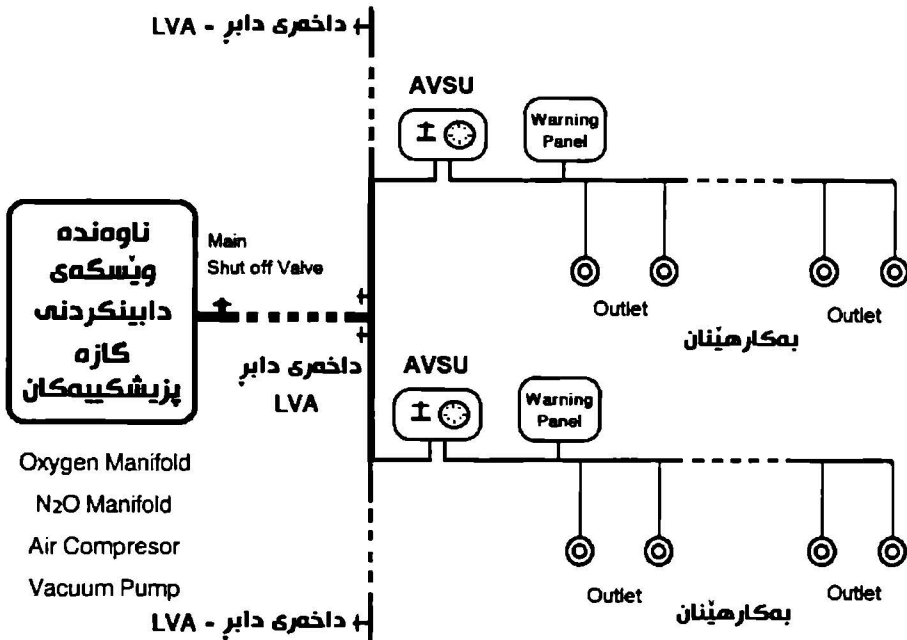 LVA - داخەری دابڕ
AVSU
Warning
Panel
ناوەندە
وێسگەی
دابینکردنی
گازە
پزیشکییەکان
Main
Shut off Valve
Outlet
Outlet
بەکارهێنان
داخەری دابڕ
LVA
AVSU
Warning
Panel
Oxygen Manifold
N2O Manifold
Air Compresor
Vacuum Pump
Outlet
Outlet
بەکارهێنان
LVA - داخەری دابڕ